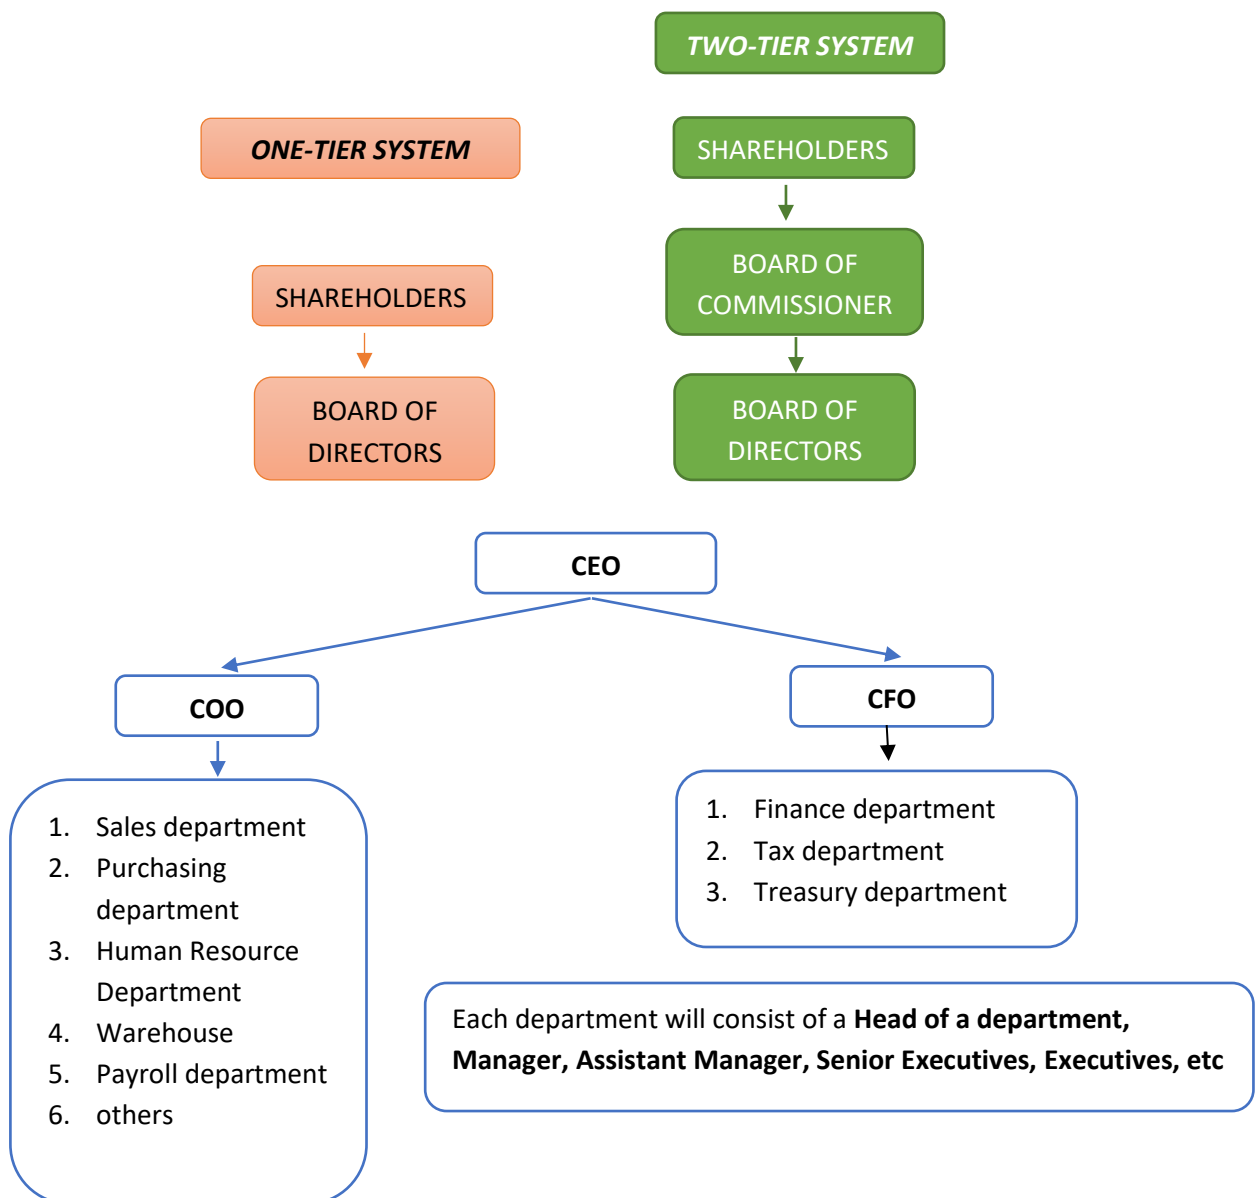 TWO-TIER SYSTEM
ONE-TIER SYSTEM
SHAREHOLDERS
BOARD OF
COMMISSIONER
SHAREHOLDERS
BOARD OF
DIRECTORS
BOARD OF
DIRECTORS
CEO
COO
CFO
1. Sales department
2. Purchasing
department
3. Human Resource
Department
4. Warehouse
5. Payroll department
6. others
1. Finance department
2. Tax department
3. Treasury department
Each department will consist of a Head of a department,
Manager, Assistant Manager, Senior Executives, Executives, etc